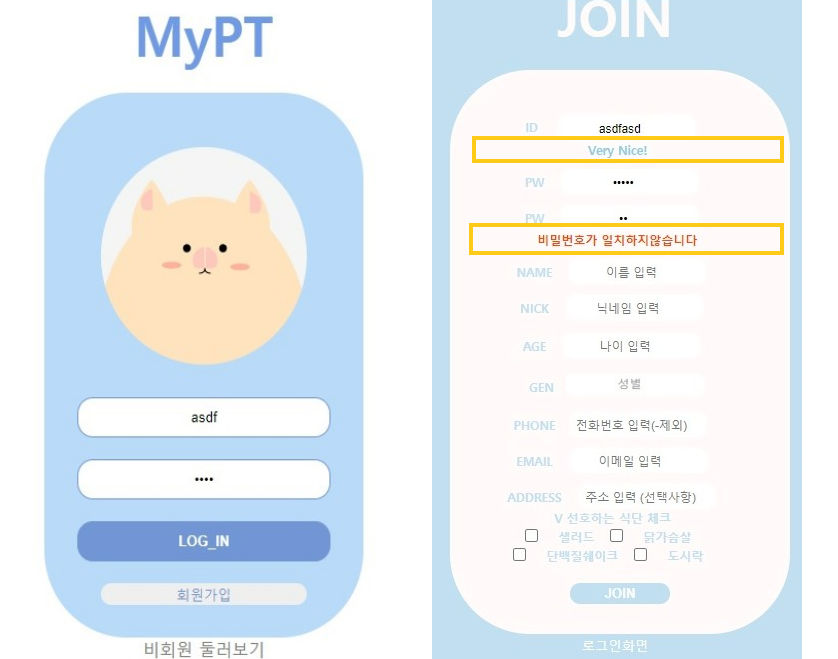 MyPT
asdf
••••
LOG_IN
회원가입
비회원 둘러보기
JOIN
ID asdfasd
Very Nice!
PW •••••
PW ••
비밀번호가 일치하지않습니다
NAME 이름 입력
NICK 닉네임 입력
AGE 나이 입력
GEN 성별
PHONE 전화번호 입력(-제외)
EMAIL 이메일 입력
ADDRESS 주소 입력 (선택사항)
V 선호하는 식단 체크
샐러드 닭가슴살
단백질쉐이크 도시락
JOIN
로그인화면